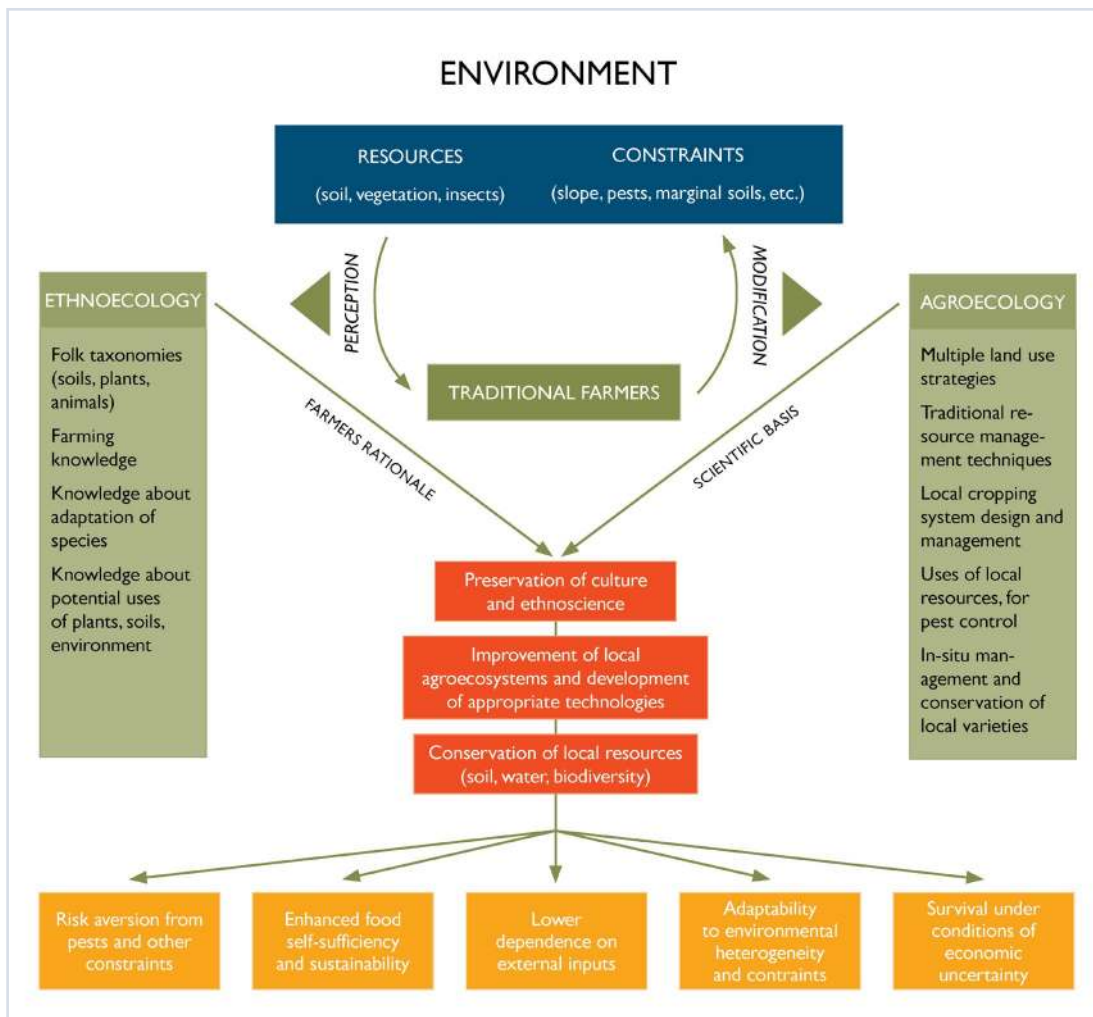 ENVIRONMENT
RESOURCES
(soil, vegetation, insects)
CONSTRAINTS
(slope, pests, marginal soils, etc.)
PERCEPTION
MODIFICATION
TRADITIONAL FARMERS
ETHNOECOLOGY
Folk taxonomies
(soils, plants,
animals)
Farming
knowledge
Knowledge about
adaptation of
species
Knowledge about
potential uses
of plants, soils,
environment
FARMERS RATIONALE
SCIENTIFIC BASIS
AGROECOLOGY
Multiple land use
strategies
Traditional re-
source manage-
ment techniques
Local cropping
system design and
management
Uses of local
resources, for
pest control
In-situ man-
agement and
conservation of
local varieties
Preservation of culture
and ethnoscience
Improvement of local
agroecosystems and development
of appropriate technologies
Conservation of local resources
(soil, water, biodiversity)
Risk aversion from
pests and other
constraints
Enhanced food
self-sufficiency
and sustainability
Lower
dependence on
external inputs
Adaptability
to environmental
heterogeneity
and contraints
Survival under
conditions of
economic
uncertainty